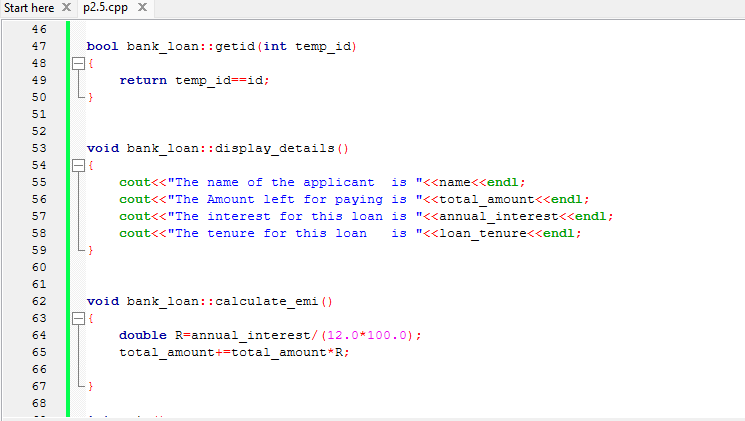 Start here X p2.5.cpp X
46
47 bool bank_loan::getid(int temp_id)
48 {
49     return temp_id==id;
50 }
51
52
53 void bank_loan::display_details()
54 {
55     cout<<"The name of the applicant  is "<<name<<endl;
56     cout<<"The Amount left for paying is "<<total_amount<<endl;
57     cout<<"The interest for this loan is "<<annual_interest<<endl;
58     cout<<"The tenure for this loan   is "<<loan_tenure<<endl;
59 }
60
61
62 void bank_loan::calculate_emi()
63 {
64     double R=annual_interest/(12.0*100.0);
65     total_amount+=total_amount*R;
66
67 }
68